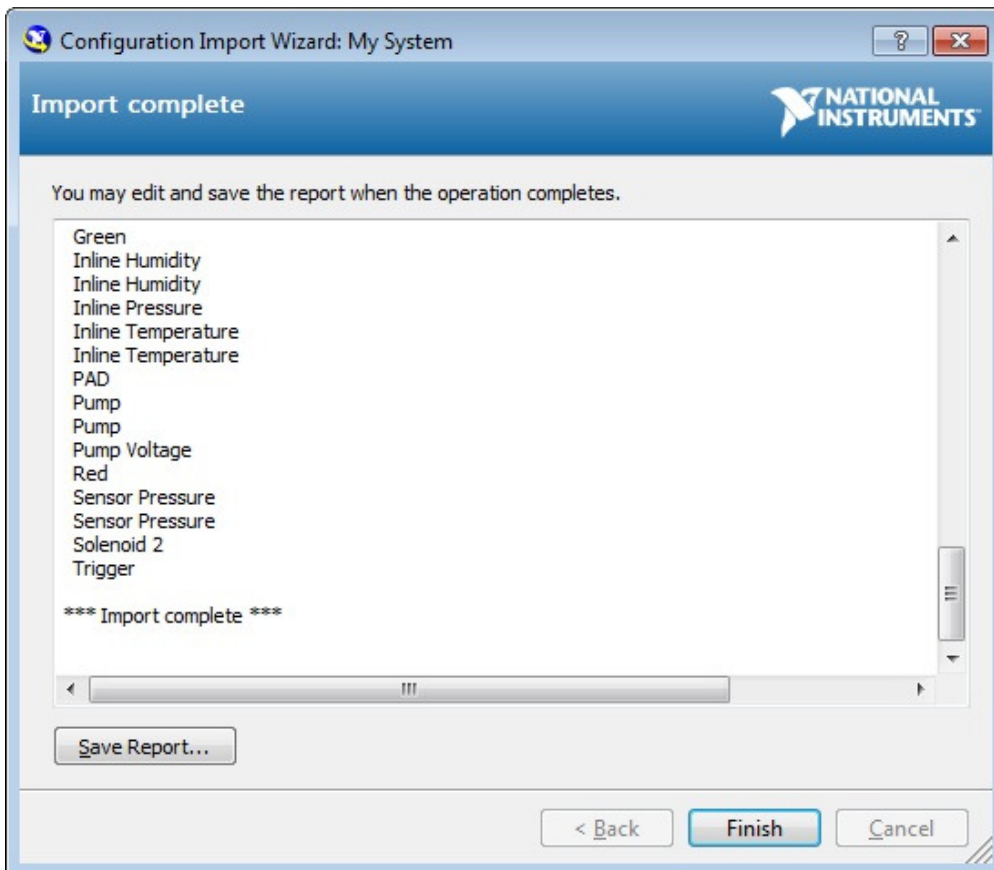 Configuration Import Wizard: My System
Import complete
NATIONAL
INSTRUMENTS
You may edit and save the report when the operation completes.
Green
Inline Humidity
Inline Humidity
Inline Pressure
Inline Temperature
Inline Temperature
PAD
Pump
Pump
Pump Voltage
Red
Sensor Pressure
Sensor Pressure
Solenoid 2
Trigger
*** Import complete ***
Save Report...
< Back
Finish
Cancel